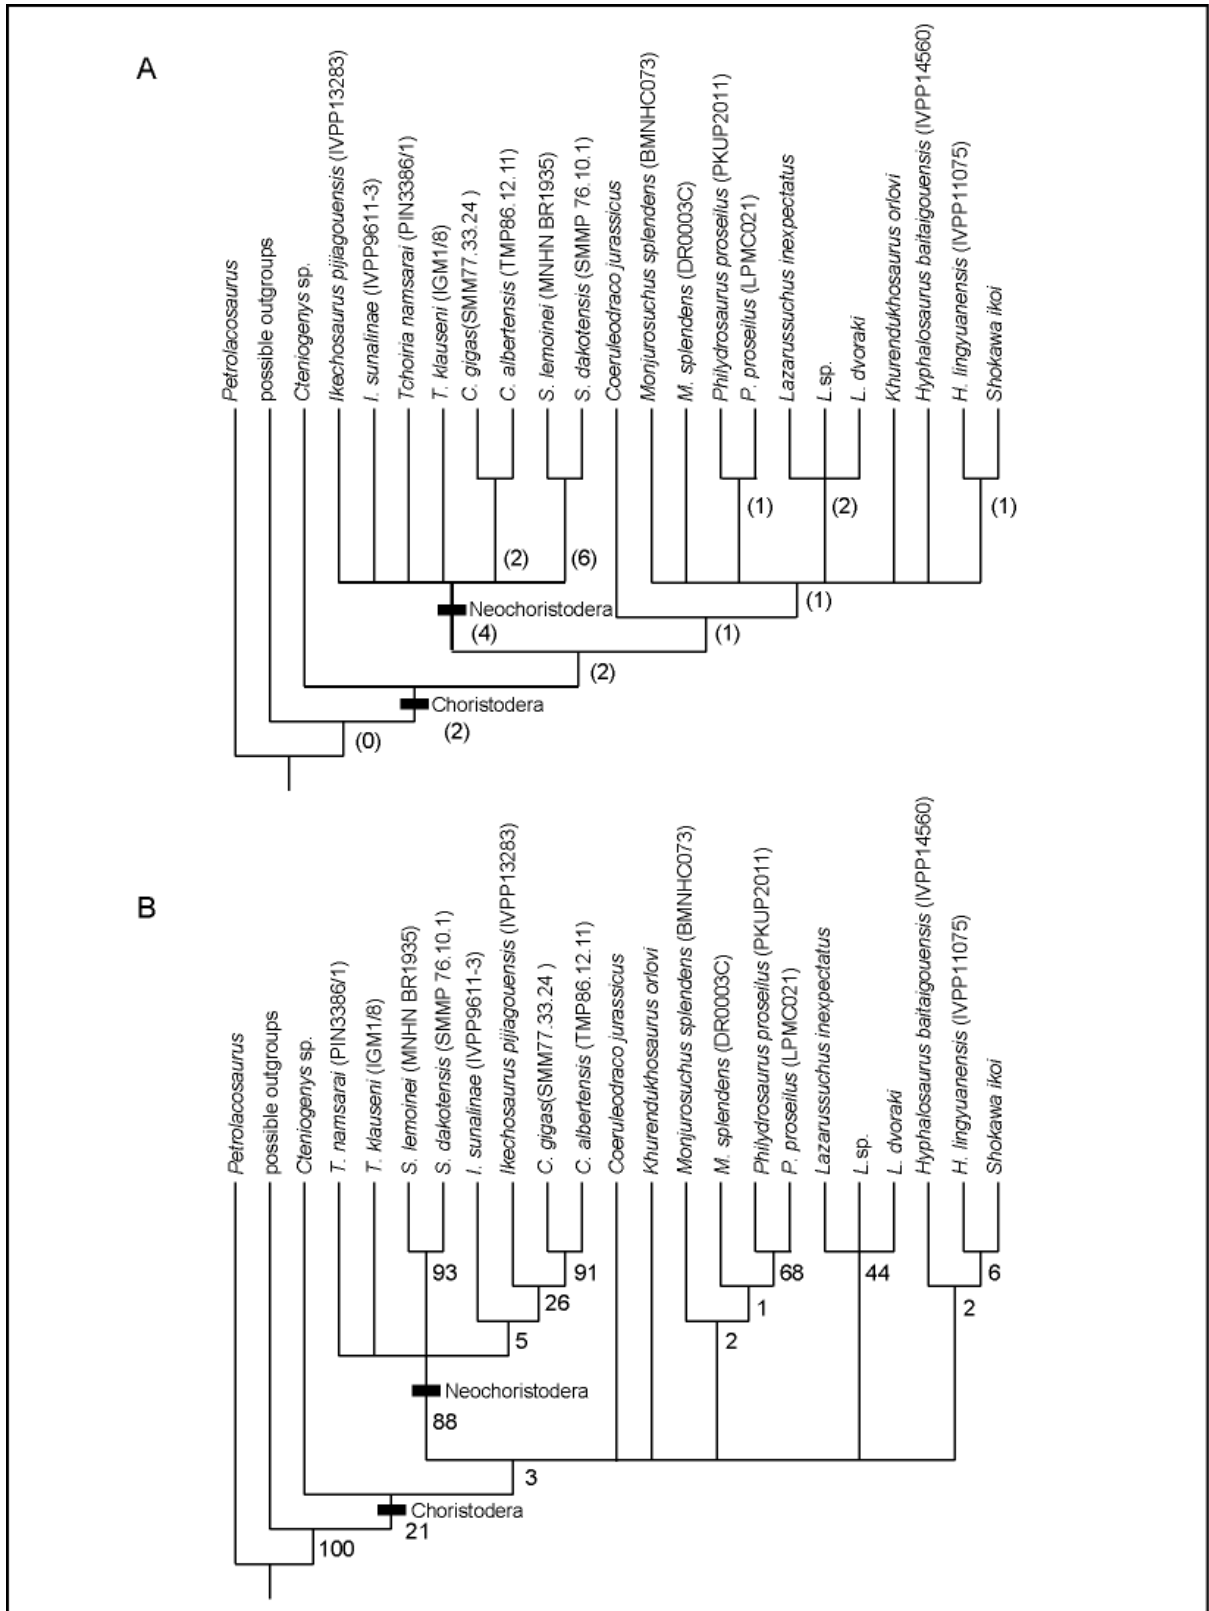 A
Petrolacosaurus
possible outgroups
Cteniogenys sp.
Ikechosaurus pijiagouensis (IVPP13283)
I. sunalinae (IVPP9611-3)
Tchoiria namsarai (PIN3386/1)
T. klauseni (IGM1/8)
C. gigas(SMM77.33.24 )
C. albertensis (TMP86.12.11)
S. lemoinei (MNHN BR1935)
S. dakotensis (SMMP 76.10.1)
Coeruleodraco jurassicus
Monjurosuchus splendens (BMNHC073)
M. splendens (DR0003C)
Philydrosaurus proseilus (PKUP2011)
P. proseilus (LPMC021)
Lazarussuchus inexpectatus
L.sp.
L. dvoraki
Khurendukhosaurus orlovi
Hyphalosaurus baitaigouensis (IVPP14560)
H. lingyuanensis (IVPP11075)
Shokawa ikoi
(1)
(2)
(1)
(2)
(6)
Neochoristodera
(1)
(4)
(1)
(2)
Choristodera
(2)
(0)
B
Petrolacosaurus
possible outgroups
Cteniogenys sp.
T. namsarai (PIN3386/1)
T. klauseni (IGM1/8)
S. lemoinei (MNHN BR1935)
S. dakotensis (SMMP 76.10.1)
I. sunalinae (IVPP9611-3)
Ikechosaurus pijiagouensis (IVPP13283)
C. gigas(SMM77.33.24 )
C. albertensis (TMP86.12.11)
Coeruleodraco jurassicus
Khurendukhosaurus orlovi
Monjurosuchus splendens (BMNHC073)
M. splendens (DR0003C)
Philydrosaurus proseilus (PKUP2011)
P. proseilus (LPMC021)
Lazarussuchus inexpectatus
L.sp.
L. dvoraki
Hyphalosaurus baitaigouensis (IVPP14560)
H. lingyuanensis (IVPP11075)
Shokawa ikoi
93
91
68
44
6
26
1
2
5
2
Neochoristodera
88
3
Choristodera
21
100